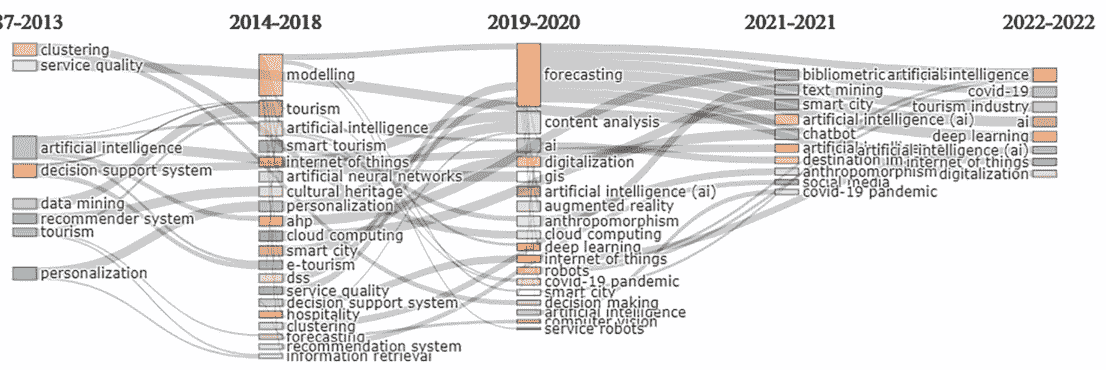 87-2013
2014-2018
2019-2020
2021-2021
2022-2022
clustering
service quality
artificial intelligence
decision support system
data mining
recommender system
tourism
personalization
modelling
tourism
artificial intelligence
smart tourism
internet of things
artificial neural networks
cultural heritage
personalization
ahp
cloud computing
smart city
e-tourism
dss
service quality
decision support system
hospitality
clustering
forecasting
recommendation system
information retrieval
forecasting
content analysis
ai
digitalization
gis
artificial intelligence (ai)
augmented reality
anthropomorphism
cloud computing
deep learning
internet of things
robots
covid-19 pandemic
smart city
decision making
artificial intelligence
computer vision
service robots
bibliometric
text mining
smart city
artificial intelligence (ai)
chatbot
artificial
destination im
anthropomorphism
social media
covid-19 pandemic
artificial intelligence
covid-19
tourism industry
ai
deep learning
artificial intelligence (ai)
internet of things
digitalization